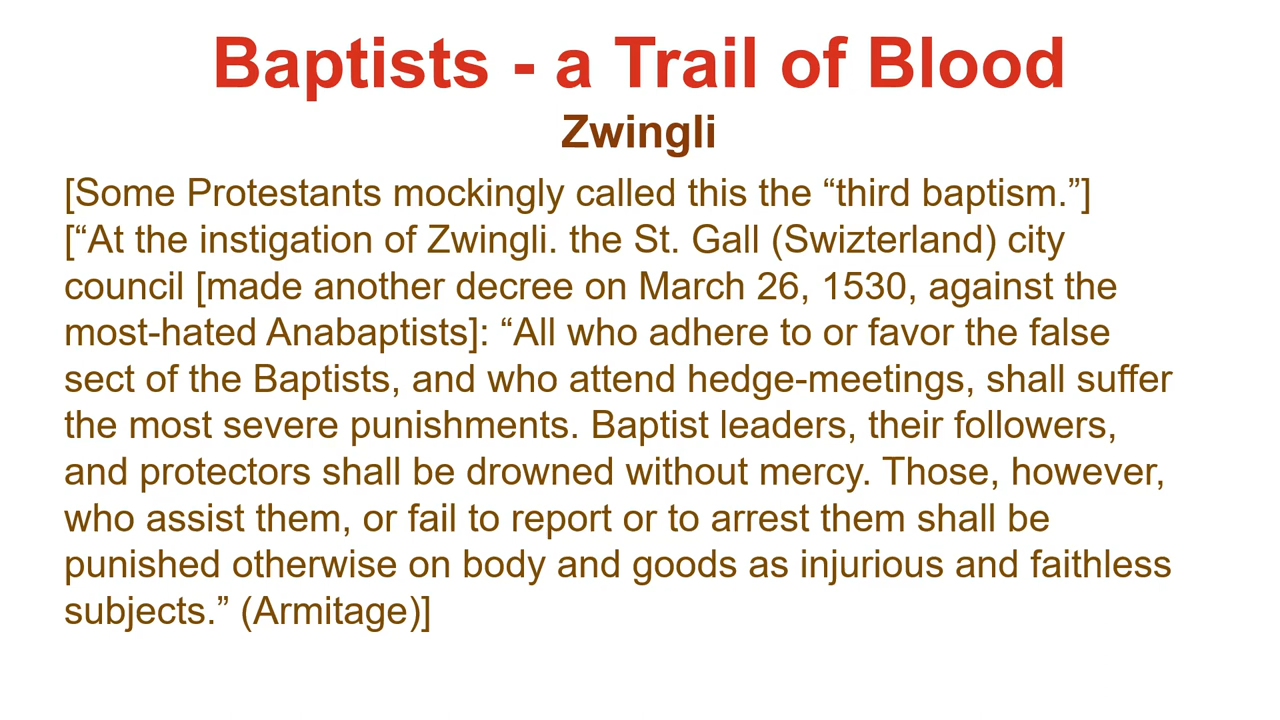 Baptists - a Trail of Blood
Zwingli
[Some Protestants mockingly called this the “third baptism.”]
[“At the instigation of Zwingli. the St. Gall (Swizterland) city
council [made another decree on March 26, 1530, against the
most-hated Anabaptists]: “All who adhere to or favor the false
sect of the Baptists, and who attend hedge-meetings, shall suffer
the most severe punishments. Baptist leaders, their followers,
and protectors shall be drowned without mercy. Those, however,
who assist them, or fail to report or to arrest them shall be
punished otherwise on body and goods as injurious and faithless
subjects.” (Armitage)]